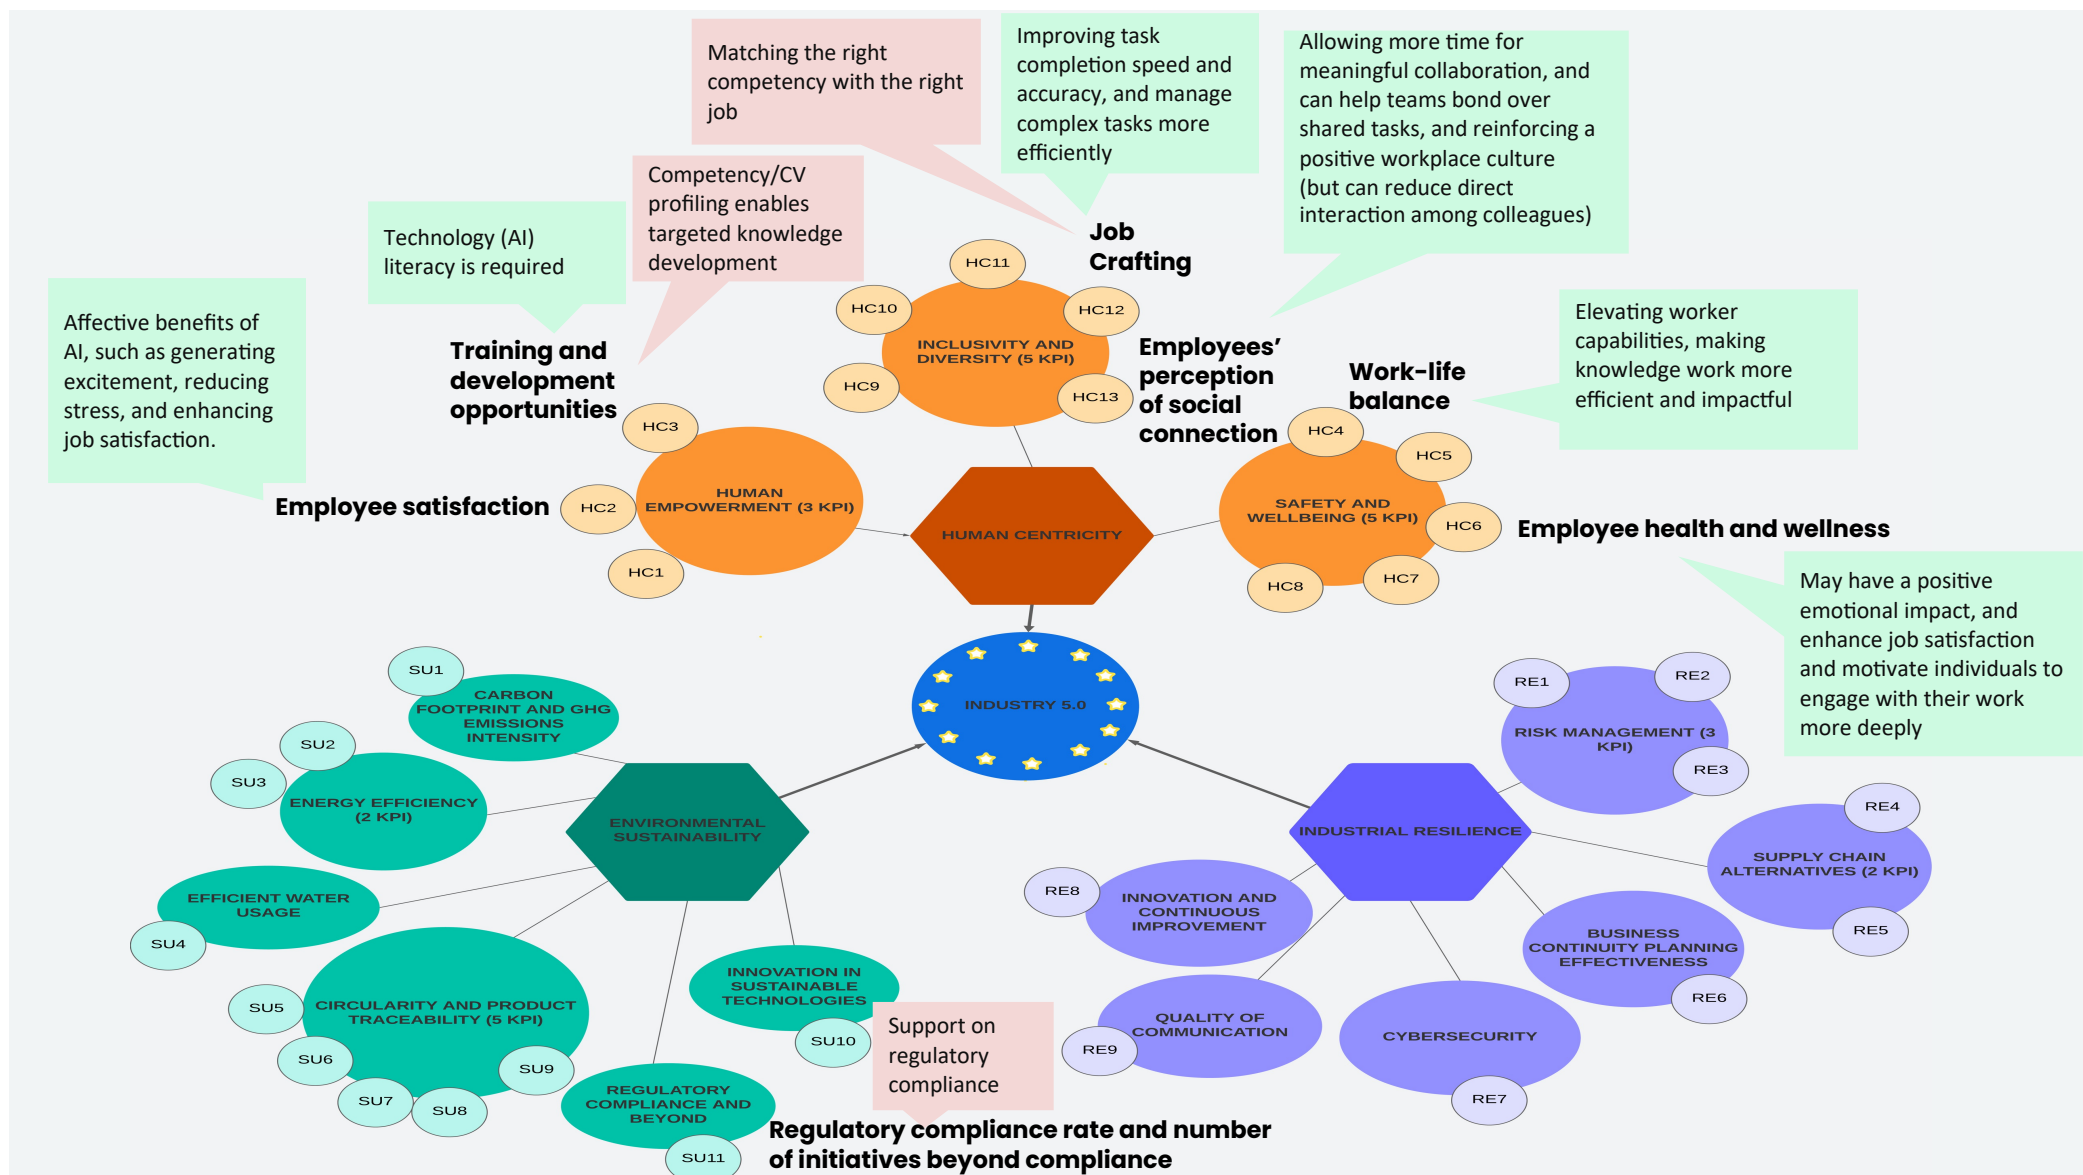 Matching the right
competency with the right
job
Improving task
completion speed and
accuracy, and manage
complex tasks more
efficiently
Allowing more time for
meaningful collaboration, and
can help teams bond over
shared tasks, and reinforcing a
positive workplace culture
(but can reduce direct
interaction among colleagues)
Competency/CV
profiling enables
targeted knowledge
development
Technology (AI)
literacy is required
Affective benefits of
AI, such as generating
excitement, reducing
stress, and enhancing
job satisfaction.
Job
Crafting
Elevating worker
capabilities, making
knowledge work more
efficient and impactful
Training and
development
opportunities
Employees’
perception
of social
connection
Work-life
balance
Employee satisfaction
Employee health and wellness
May have a positive
emotional impact, and
enhance job satisfaction
and motivate individuals to
engage with their work
more deeply
HC11
HC10
HC12
HC9
HC13
INCLUSIVITY AND
DIVERSITY (5 KPI)
HC3
HC2
HC1
HUMAN
EMPOWERMENT (3 KPI)
HUMAN CENTRICITY
HC4
HC5
HC6
HC7
HC8
SAFETY AND
WELLBEING (5 KPI)
INDUSTRY 5.0
SU1
CARBON
FOOTPRINT AND GHG
EMISSIONS
INTENSITY
SU2
SU3
ENERGY EFFICIENCY
(2 KPI)
ENVIRONMENTAL
SUSTAINABILITY
EFFICIENT WATER
USAGE
SU4
CIRCULARITY AND PRODUCT
TRACEABILITY (5 KPI)
SU5
SU6
SU7
SU8
SU9
INNOVATION IN
SUSTAINABLE
TECHNOLOGIES
SU10
REGULATORY
COMPLIANCE AND
BEYOND
SU11
Support on
regulatory
compliance
Regulatory compliance rate and number
of initiatives beyond compliance
INDUSTRIAL RESILIENCE
RE1
RE2
RE3
RISK MANAGEMENT (3
KPI)
RE4
SUPPLY CHAIN
ALTERNATIVES (2 KPI)
RE5
BUSINESS
CONTINUITY PLANNING
EFFECTIVENESS
RE6
CYBERSECURITY
RE7
RE8
INNOVATION AND
CONTINUOUS
IMPROVEMENT
QUALITY OF
COMMUNICATION
RE9